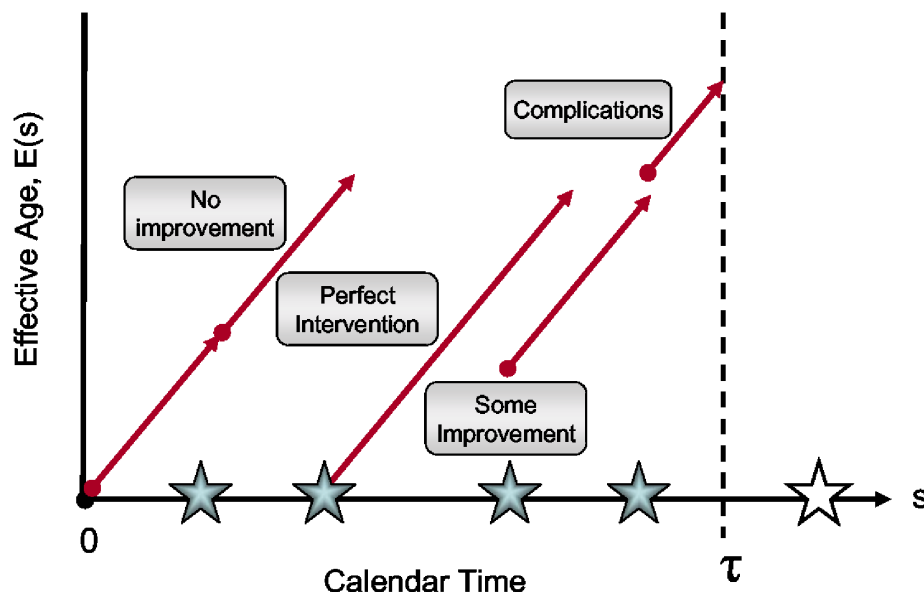 Effective Age, E(s)
No
improvement
Perfect
Intervention
Complications
Some
Improvement
0
τ
s
Calendar Time